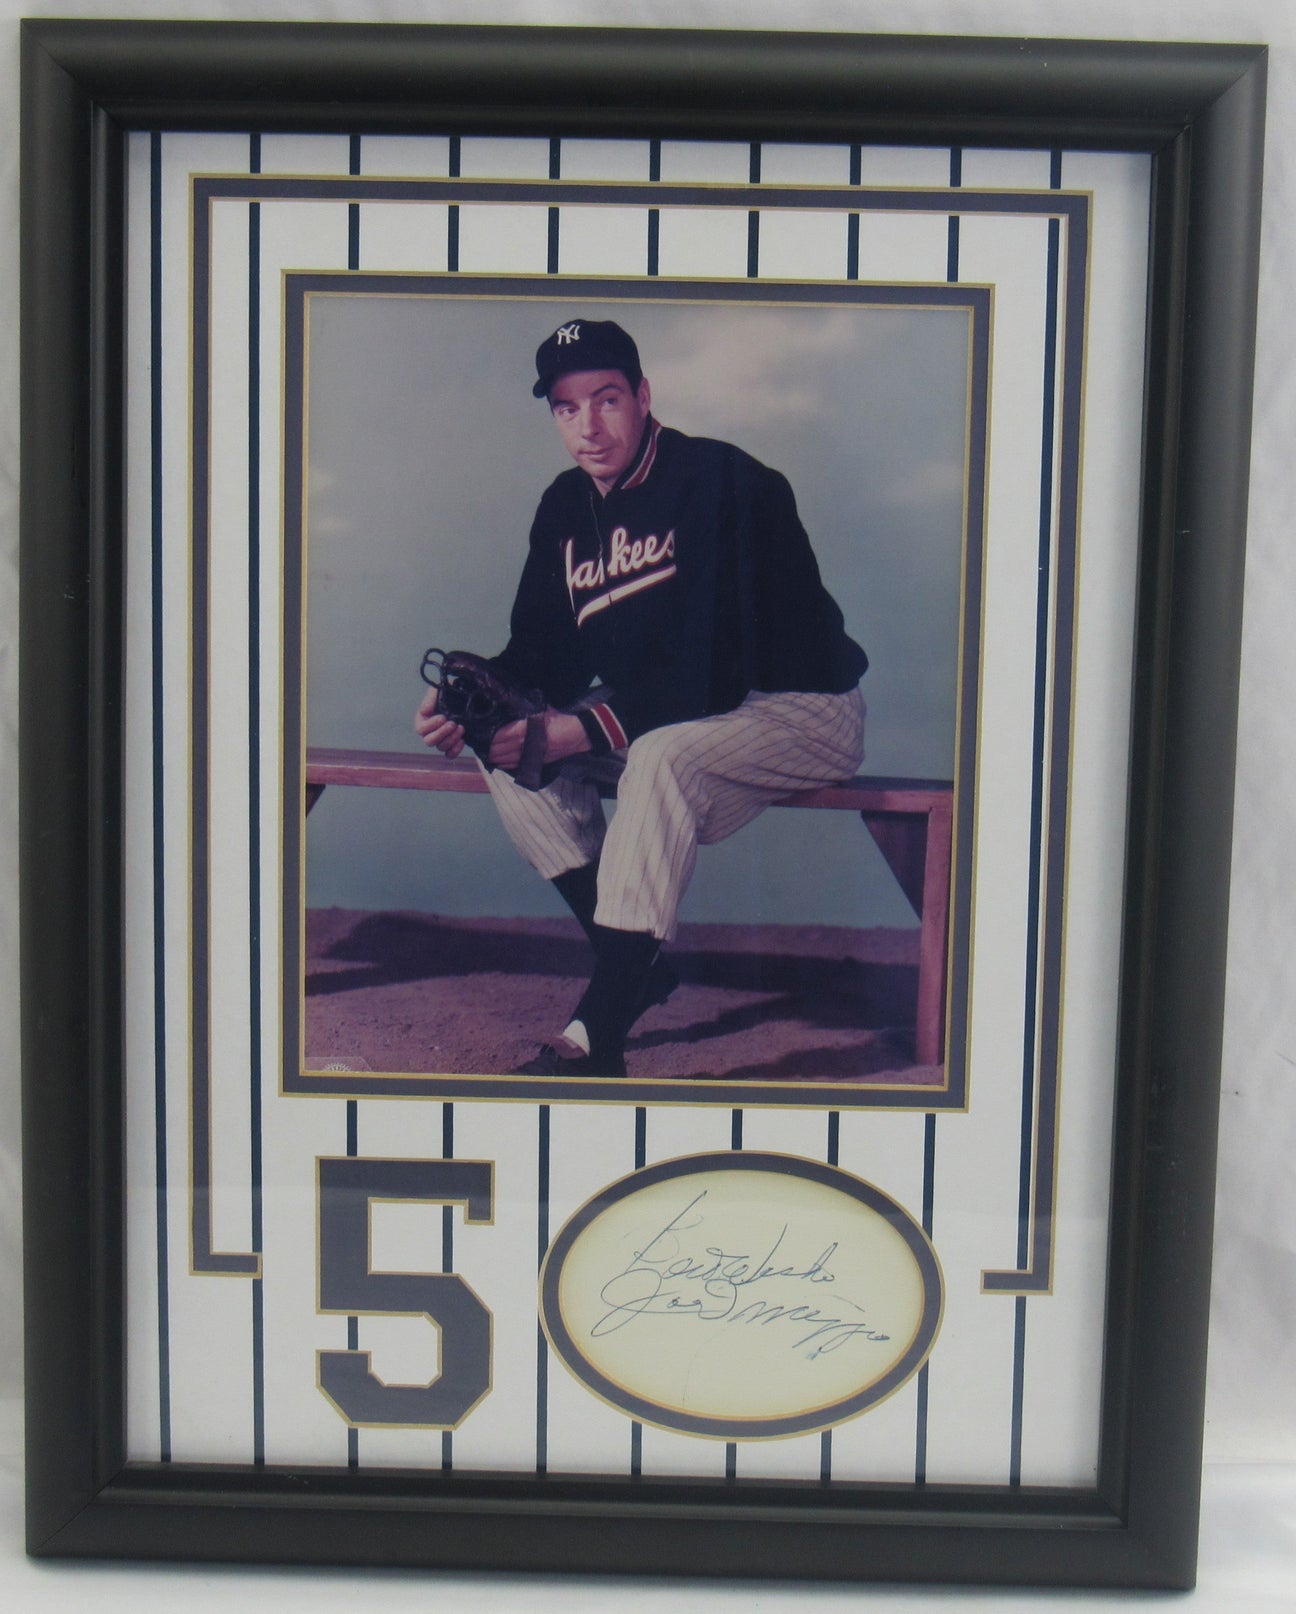 NY
Yankees
5
Best Wishes
Joe DiMaggio